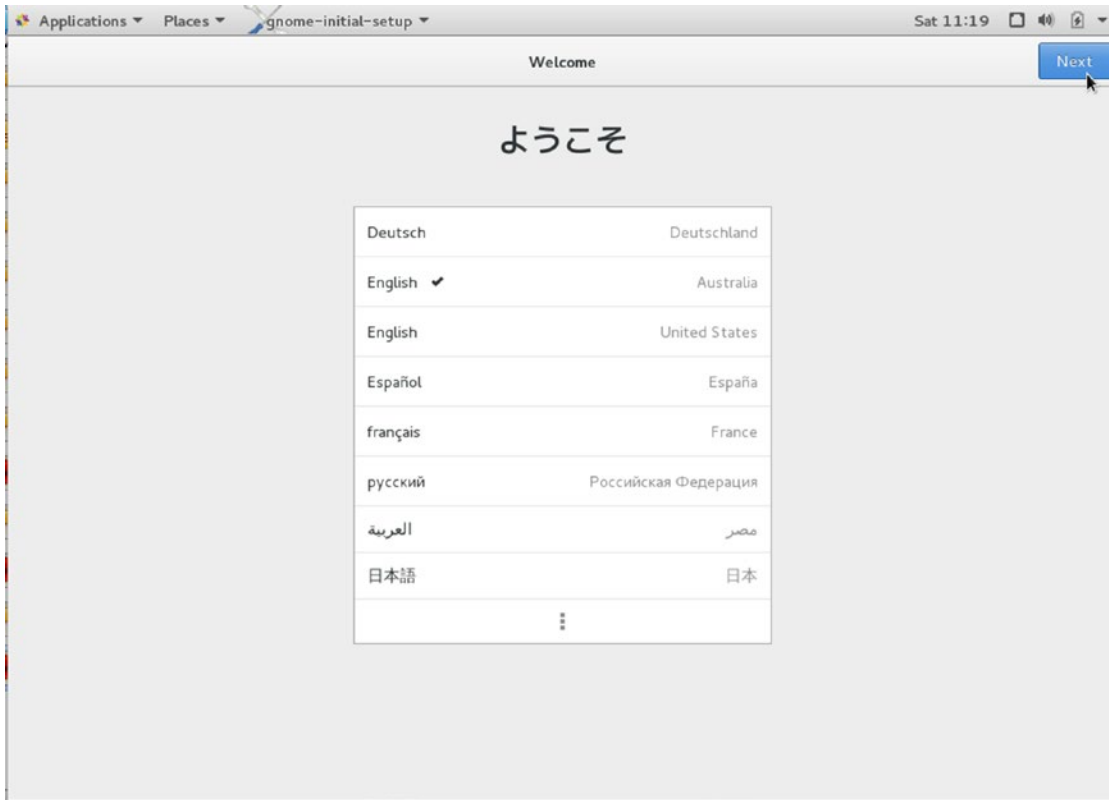 Applications Places gnome-initial-setup Sat 11:19
Welcome Next
ようこそ
Deutsch Deutschland
English Australia
English United States
Español España
français France
русский Российская Федерация
العربية مصر
日本語 日本